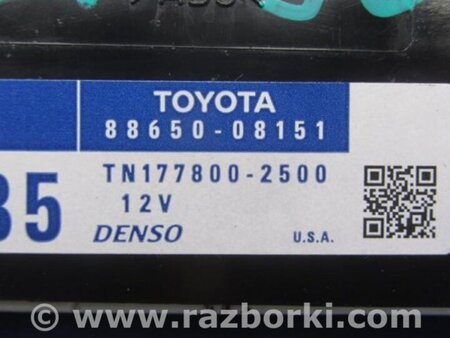 TOYOTA
88650-08151
TN177800-2500
35
12V
DENSO
U.S.A.
© www.razborki.com